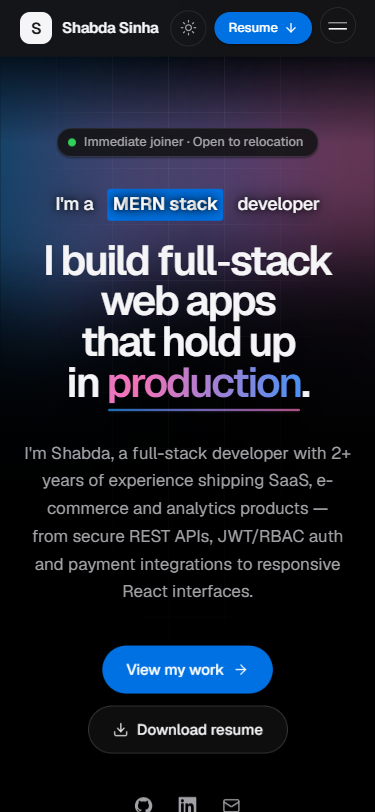 S Shabda Sinha Resume
Immediate joiner · Open to relocation
I'm a MERN stack developer
I build full-stack
web apps
that hold up
in production.
I'm Shabda, a full-stack developer with 2+
years of experience shipping SaaS, e-
commerce and analytics products —
from secure REST APIs, JWT/RBAC auth
and payment integrations to responsive
React interfaces.
View my work
Download resume